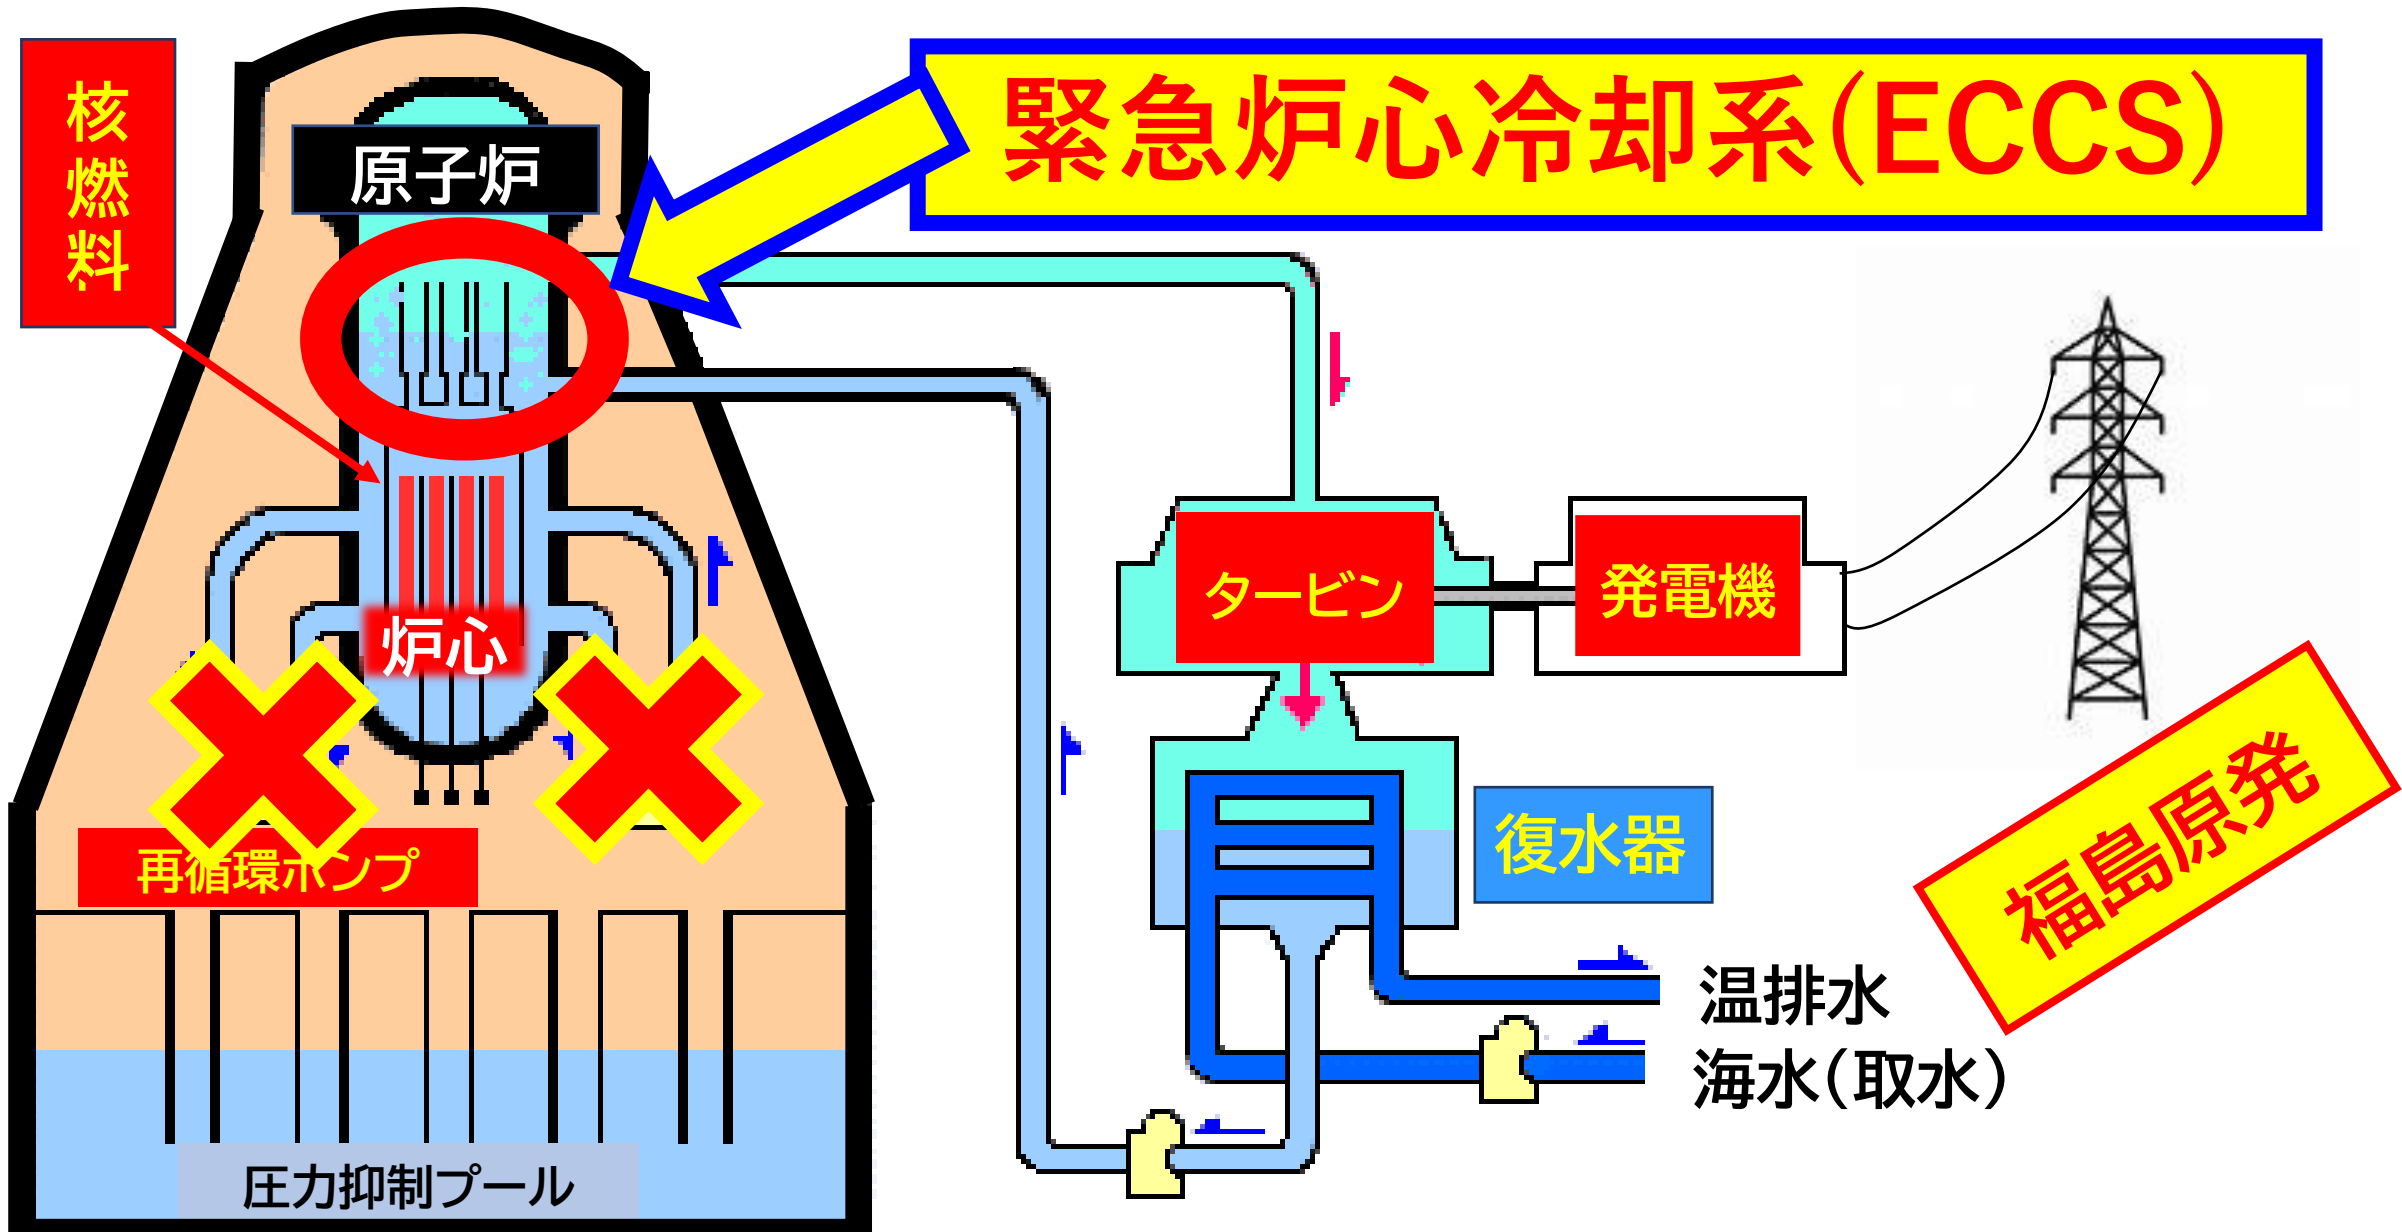 核燃料
原子炉
緊急炉心冷却系(ECCS)
タービン
発電機
炉心
再循環ポンプ
復水器
福島原発
温排水
海水(取水)
圧力抑制プール